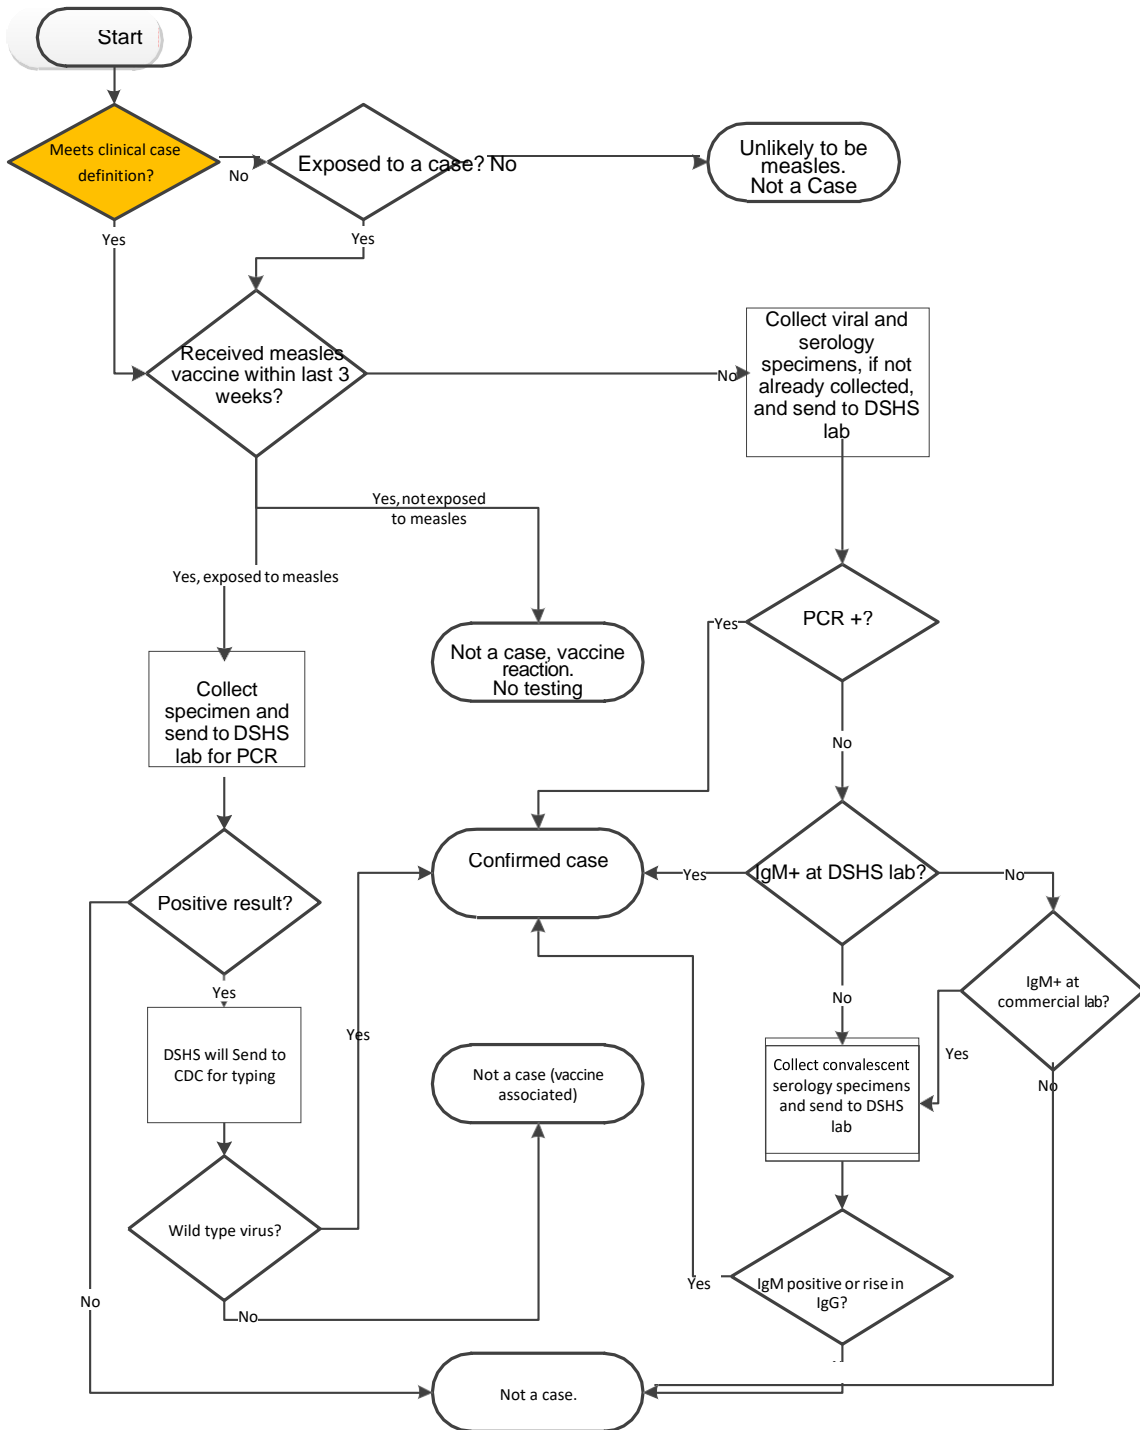 Start
Meets clinical case
definition?
No
Exposed to a case? No
Unlikely to be
measles.
Not a Case
Yes
Yes
Received measles
vaccine within last 3
weeks?
No
Collect viral and
serology
specimens, if not
already collected,
and send to DSHS
lab
Yes, not exposed
to measles
Yes, exposed to measles
Not a case, vaccine
reaction.
No testing
Yes
PCR +?
Collect
specimen and
send to DSHS
lab for PCR
No
Confirmed case
Yes
IgM+ at DSHS lab?
No
Positive result?
Yes
No
IgM+ at
commercial lab?
DSHS will Send to
CDC for typing
Yes
Not a case (vaccine
associated)
Collect convalescent
serology specimens
and send to DSHS
lab
Yes
No
Wild type virus?
No
No
Yes
IgM positive or rise in
IgG?
Not a case.